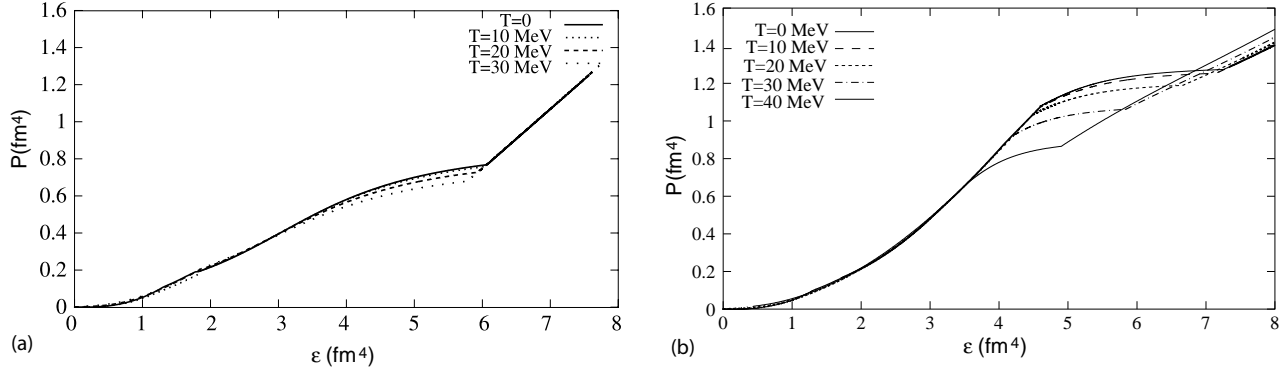 1.6
1.4
1.2
1
0.8
0.6
0.4
0.2
0
P(fm⁴)
T=0
T=10 MeV
T=20 MeV
T=30 MeV
0 1 2 3 4 5 6 7 8
ε (fm⁴)
(a)
1.6
1.4
1.2
1
0.8
0.6
0.4
0.2
0
P(fm⁴)
T=0 MeV
T=10 MeV
T=20 MeV
T=30 MeV
T=40 MeV
0 1 2 3 4 5 6 7 8
ε (fm⁴)
(b)